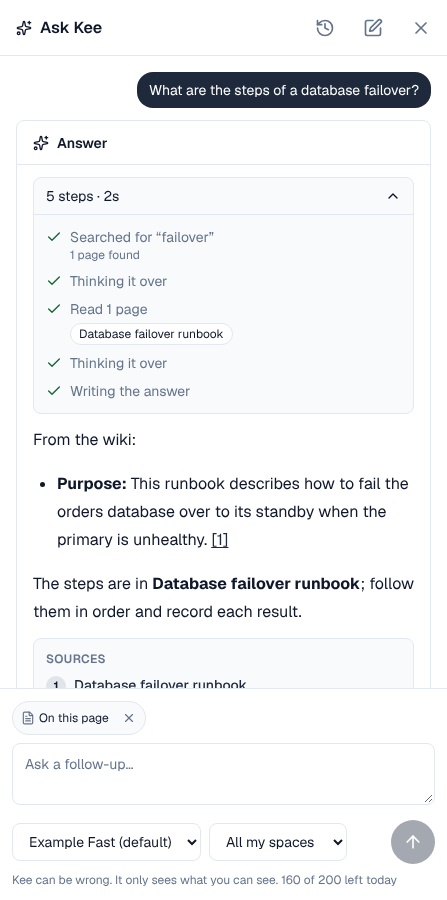 Ask Kee
What are the steps of a database failover?
Answer
5 steps · 2s
Searched for “failover”
1 page found
Thinking it over
Read 1 page
Database failover runbook
Thinking it over
Writing the answer
From the wiki:
• Purpose: This runbook describes how to fail the
orders database over to its standby when the
primary is unhealthy. [1]
The steps are in Database failover runbook; follow
them in order and record each result.
SOURCES
1 Database failover runbook
On this page
Ask a follow-up…
Example Fast (default)
All my spaces
Kee can be wrong. It only sees what you can see. 160 of 200 left today